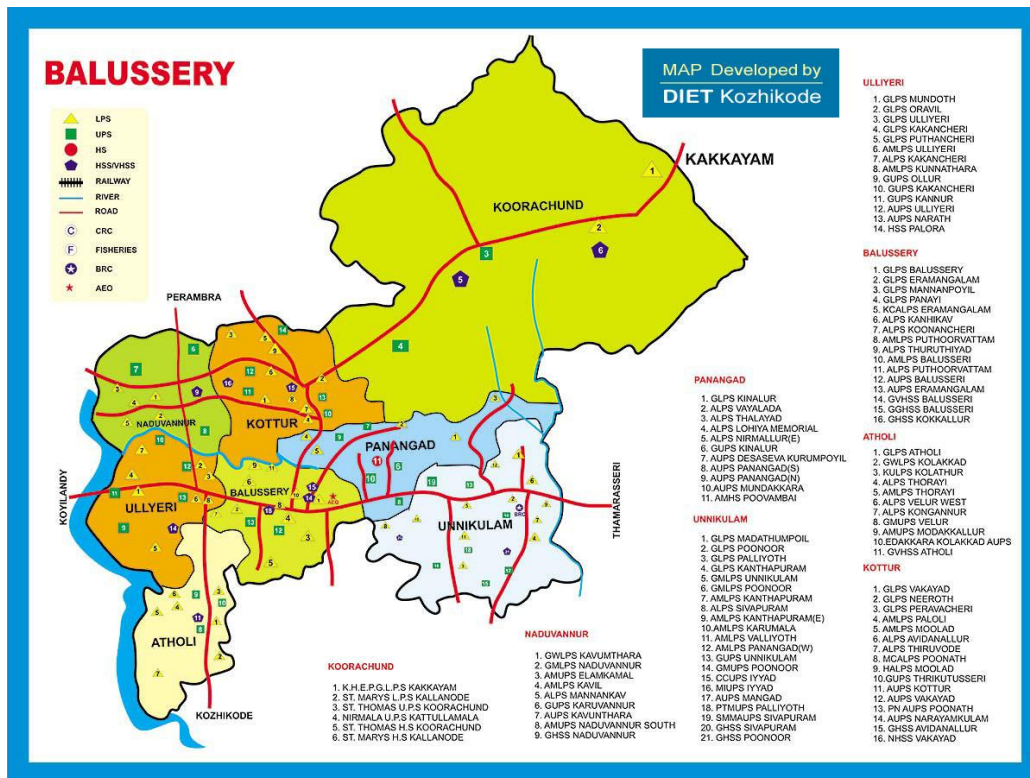 BALUSSERY
MAP Developed by
DIET Kozhikode
LPS
UPS
HS
HSS/VHSS
RAILWAY
RIVER
ROAD
C CRC
F FISHERIES
BRC
AEO
KAKKAYAM
KOORACHUND
PERAMBRA
NADUVANNUR
KOTTUR
PANANGAD
BALUSSERY
ULLYERI
UNNIKULAM
ATHOLI
KOYILANDY
THAMARASSERI
KOZHIKODE
AEO
BRC
ULLIYERI
1. GLPS MUNDOTH
2. GLPS ORAVIL
3. GLPS ULLIYERI
4. GLPS KAKANCHERI
5. GLPS PUTHANCHERI
6. AMLPS ULLIYERI
7. ALPS KAKANCHERI
8. AMLPS KUNNATHARA
9. GUPS OLLUR
10. GUPS KAKANCHERI
11. GUPS KANNUR
12. AUPS ULLIYERI
13. AUPS NARATH
14. HSS PALORA
BALUSSERY
1. GLPS BALUSSERY
2. GLPS ERAMANGALAM
3. GLPS MANNANPOYIL
4. GLPS PANAYI
5. KCALPS ERAMANGALAM
6. ALPS KANHIKAV
7. ALPS KOONANCHERI
8. AMLPS PUTHOORVATTAM
9. ALPS THURUTHIYAD
10. AMLPS BALUSSERI
11. ALPS PUTHOORVATTAM
12. AUPS BALUSSERI
13. AUPS ERAMANGALAM
14. GVHSS BALUSSERI
15. GGHSS BALUSSERI
16. GHSS KOKKALLUR
ATHOLI
1. GLPS ATHOLI
2. GWLPS KOLAKKAD
3. KULPS KOLATHUR
4. ALPS THORAYI
5. AMLPS THORAYI
6. ALPS VELUR WEST
7. ALPS KONGANNUR
8. GMUPS VELUR
9. AMUPS MODAKKALLUR
10.EDAKKARA KOLAKKAD AUPS
11. GVHSS ATHOLI
KOTTUR
1. GLPS VAKAYAD
2. GLPS NEEROTH
3. GLPS PERAVACHERI
4. AMLPS PALOLI
5. AMLPS MOOLAD
6. ALPS AVIDANALLUR
7. ALPS THIRUVODE
8. MCALPS POONATH
9. HALPS MOOLAD
10.GUPS THRIKUTUSSERI
11. AUPS KOTTUR
12. AUPS VAKAYAD
13. PN AUPS POONATH
14. AUPS NARAYAMKULAM
15. GHSS AVIDANALLUR
16. NHSS VAKAYAD
PANANGAD
1. GLPS KINALUR
2. ALPS VAYALADA
3. ALPS THALAYAD
4. ALPS LOHIYA MEMORIAL
5. ALPS NIRMALLUR(E)
6. GUPS KINALUR
7. AUPS DESASEVA KURUMPOYIL
8. AUPS PANANGAD(S)
9. AUPS PANANGAD(N)
10.AUPS MUNDAKKARA
11. AMHS POOVAMBAI
UNNIKULAM
1. GLPS MADATHUMPOIL
2. GLPS POONOOR
3. GLPS PALLIYOTH
4. GLPS KANTHAPURAM
5. GMLPS UNNIKULAM
6. GMLPS POONOOR
7. AMLPS KANTHAPURAM
8. ALPS SIVAPURAM
9. AMLPS KANTHAPURAM(E)
10.AMLPS KARUMALA
11. AMLPS VALLIYOTH
12. AMLPS PANANGAD(W)
13. GUPS UNNIKULAM
14. GMUPS POONOOR
15. CCUPS IYYAD
16. MIUPS IYYAD
17. AUPS MANGAD
18. PTMUPS PALLIYOTH
19. SMMAUPS SIVAPURAM
20. GHSS SIVAPURAM
21. GHSS POONOOR
NADUVANNUR
1. GWLPS KAVUMTHARA
2. GMLPS NADUVANNUR
3. AMUPS ELAMKAMAL
4. AMLPS KAVIL
5. ALPS MANNANKAV
6. GUPS KARUVANNUR
7. AUPS KAVUNTHARA
8. AMUPS NADUVANNUR SOUTH
9. GHSS NADUVANNUR
KOORACHUND
1. K.H.E.P.G.L.P.S KAKKAYAM
2. ST. MARYS L.P.S KALLANODE
3. ST. THOMAS U.P.S KOORACHUND
4. NIRMALA U.P.S KATTULLAMALA
5. ST. THOMAS H.S KOORACHUND
6. ST. MARYS H.S KALLANODE